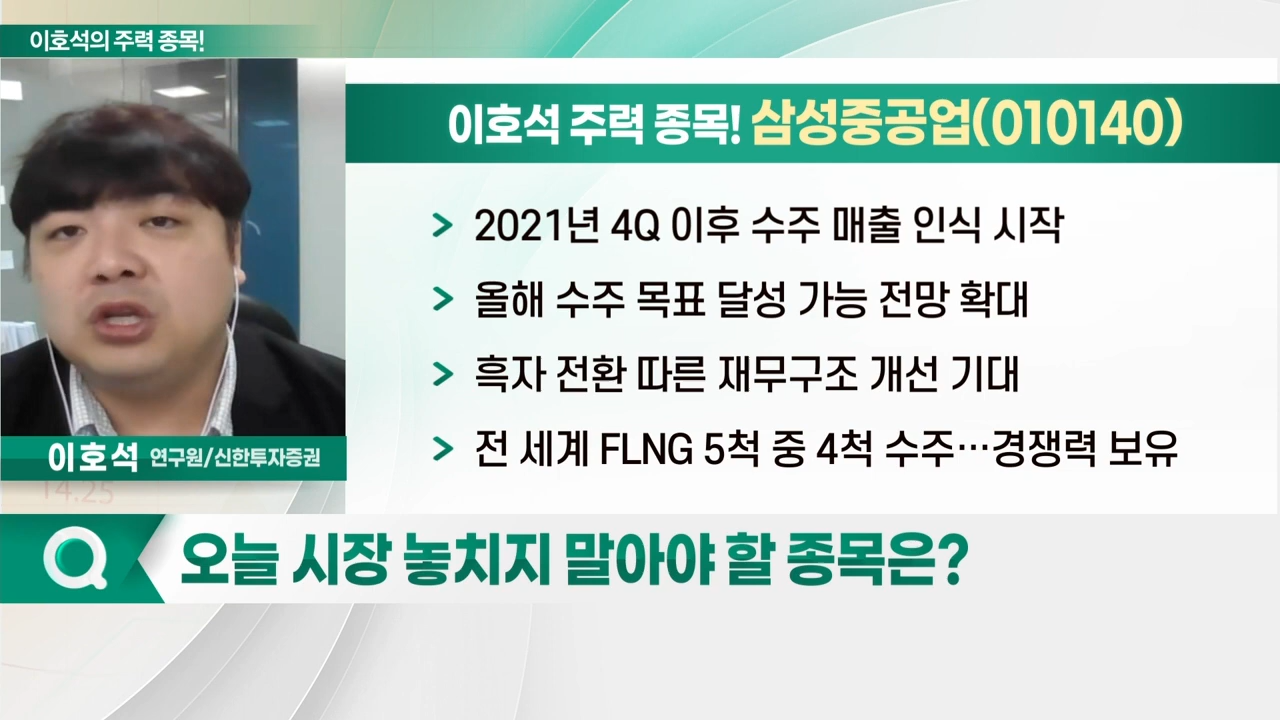 이호석의 주력 종목!
이호석 주력 종목! 삼성중공업(010140)
> 2021년 4Q 이후 수주 매출 인식 시작
> 올해 수주 목표 달성 가능 전망 확대
> 흑자 전환 따른 재무구조 개선 기대
> 전 세계 FLNG 5척 중 4척 수주…경쟁력 보유
이호석 연구원/신한투자증권
14.25
Q 오늘 시장 놓치지 말아야 할 종목은?